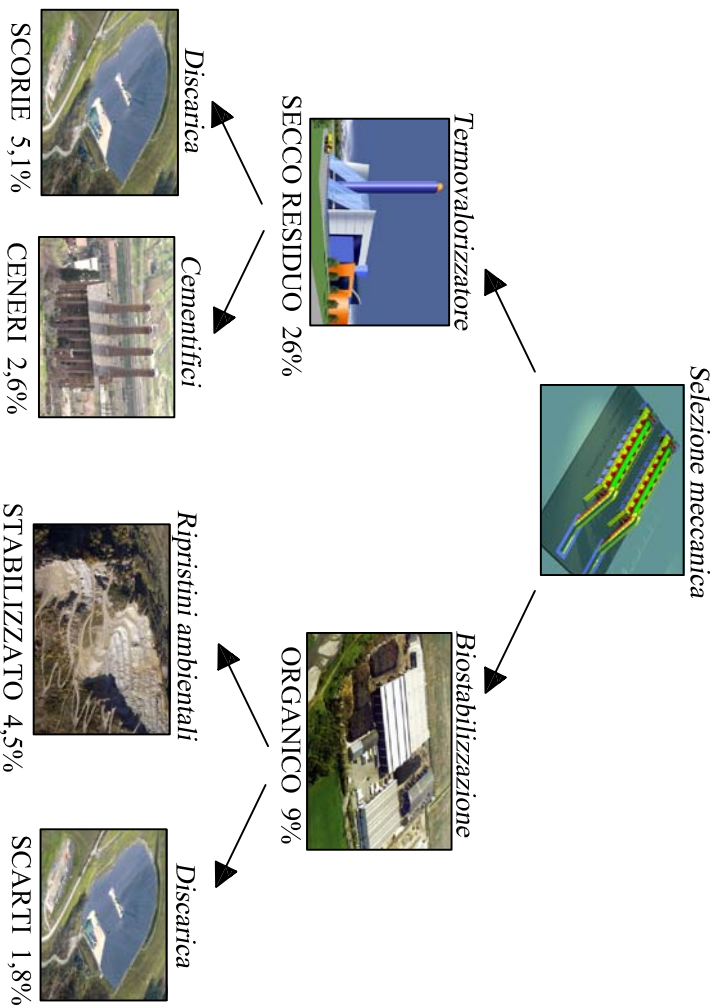 Selezione meccanica
Termovalorizzatore
SECCO RESIDUO 26%
Biostabilizzazione
ORGANICO 9%
Discarica
SCORIE 5,1%
Cementifici
CENERI 2,6%
Ripristini ambientali
STABILIZZATO 4,5%
Discarica
SCARTI 1,8%